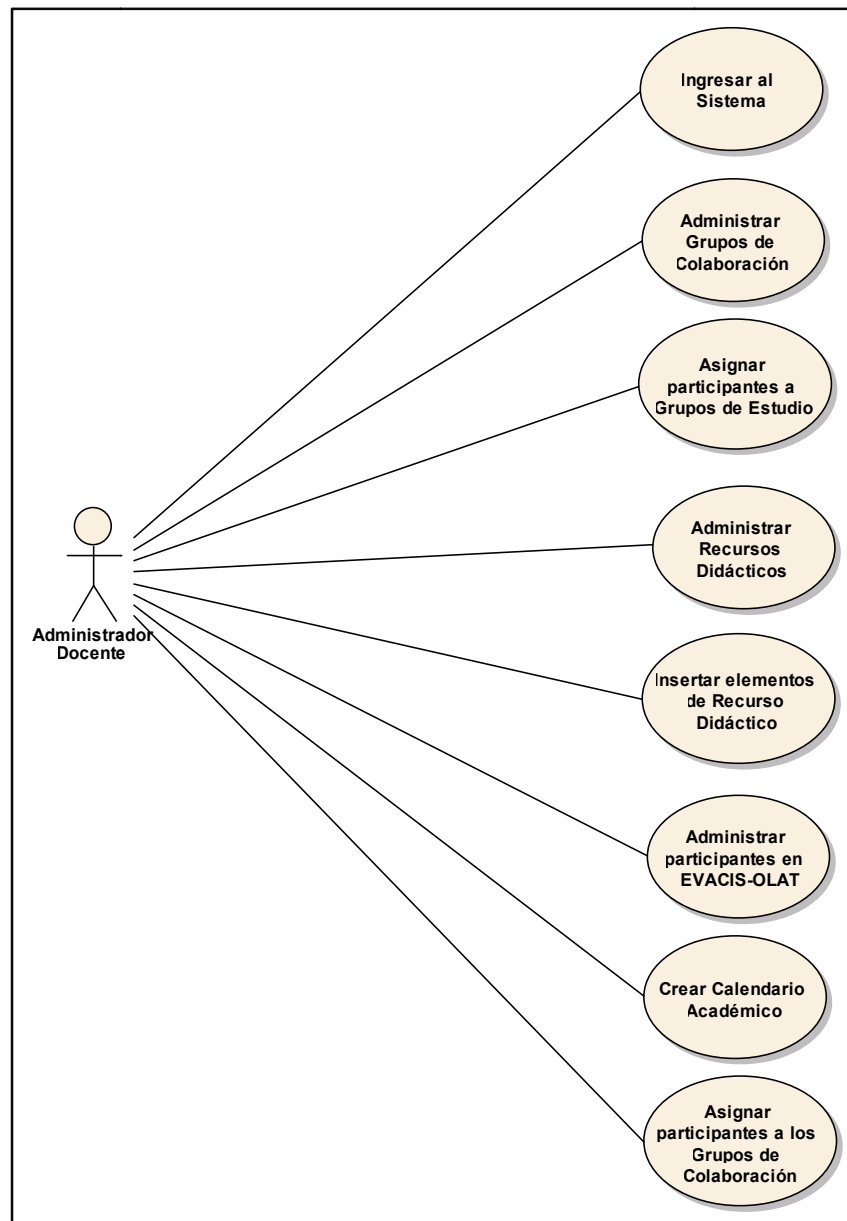 Ingresar al
Sistema
Administrar
Grupos de
Colaboración
Asignar
participantes a
Grupos de Estudio
Administrar
Recursos
Didácticos
Administrador
Docente
Insertar elementos
de Recurso
Didáctico
Administrar
participantes en
EVACIS-OLAT
Crear Calendario
Académico
Asignar
participantes a los
Grupos de
Colaboración